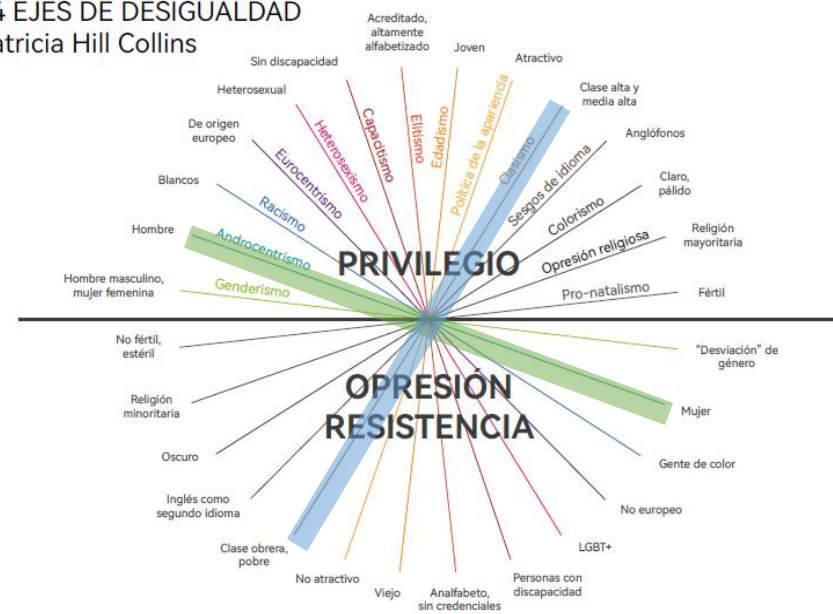 4 EJES DE DESIGUALDAD
atricia Hill Collins
Acreditado,
altamente
alfabetizado
Joven
Sin discapacidad
Atractivo
Heterosexual
Clase alta y
media alta
De origen
europeo
Anglófonos
Blancos
Claro,
pálido
Hombre
Religión
mayoritaria
Hombre masculino,
mujer femenina
Fértil
Genderismo
Androcentrismo
Racismo
Eurocentrismo
Heterosexismo
Capacitismo
Elitismo
Edadismo
Política de la apariencia
Clasismo
Sesgos de idioma
Colorismo
Opresión religiosa
Pro-natalismo
PRIVILEGIO
OPRESIÓN
RESISTENCIA
No fértil,
estéril
"Desviación" de
género
Religión
minoritaria
Mujer
Oscuro
Gente de color
Inglés como
segundo idioma
No europeo
Clase obrera,
pobre
LGBT+
No atractivo
Viejo
Analfabeto,
sin credenciales
Personas con
discapacidad